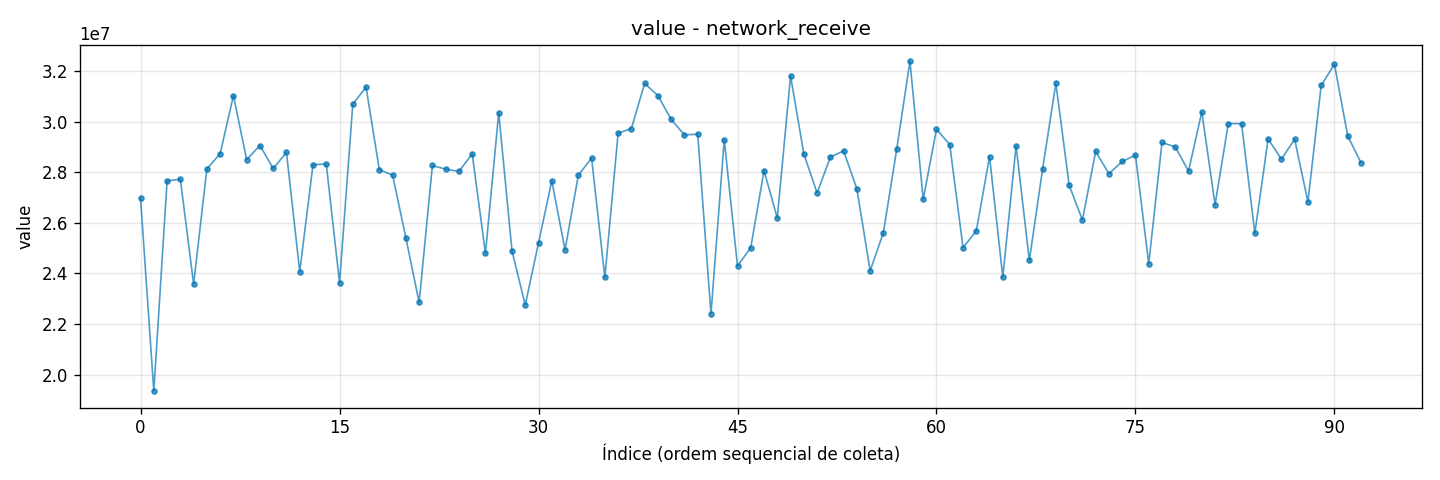 value - network_receive
1e7
3.2
3.0
2.8
2.6
2.4
2.2
2.0
value
0 15 30 45 60 75 90
Índice (ordem sequencial de coleta)